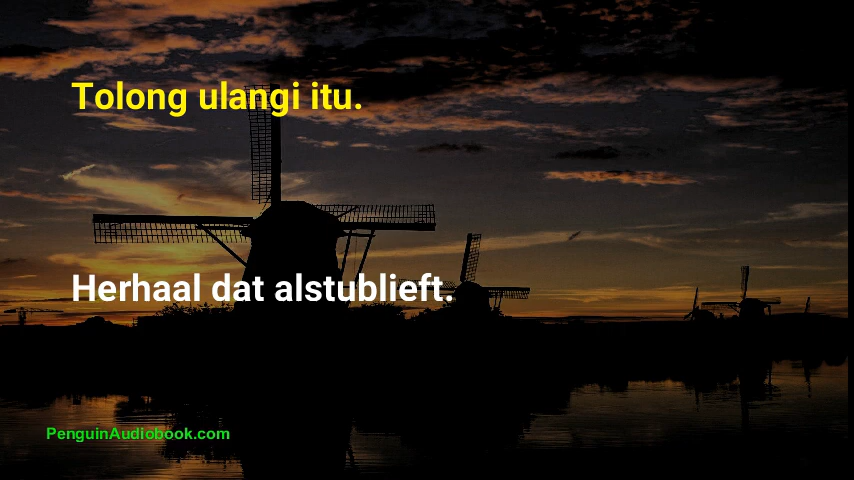 Tolong ulangi itu.
Herhaal dat alstublieft.
PenguinAudiobook.com